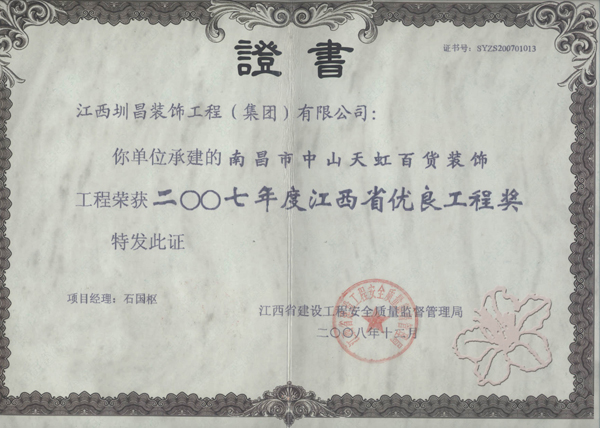 證書
证书号：SYZS200701013
江西圳昌装饰工程（集团）有限公司：
你单位承建的南昌市中山天虹百货装饰
工程荣获二〇〇七年度江西省优良工程奖
特发此证
项目经理：石国枢
江西省建设工程安全质量监督管理局
二〇〇八年十一月